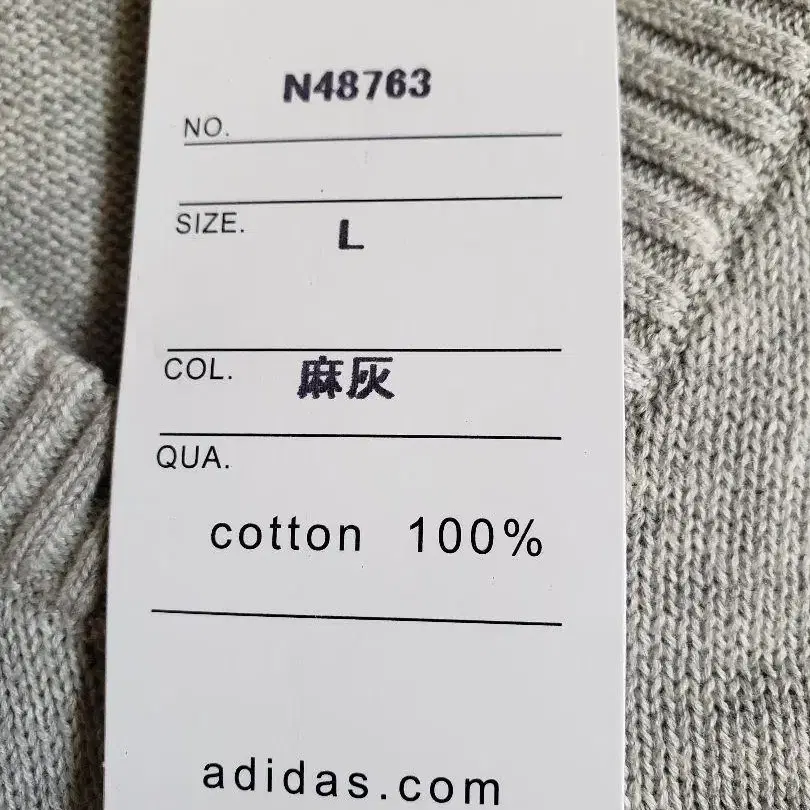 N48763
NO.
SIZE. L
COL. 麻灰
QUA.
cotton 100%
adidas.com